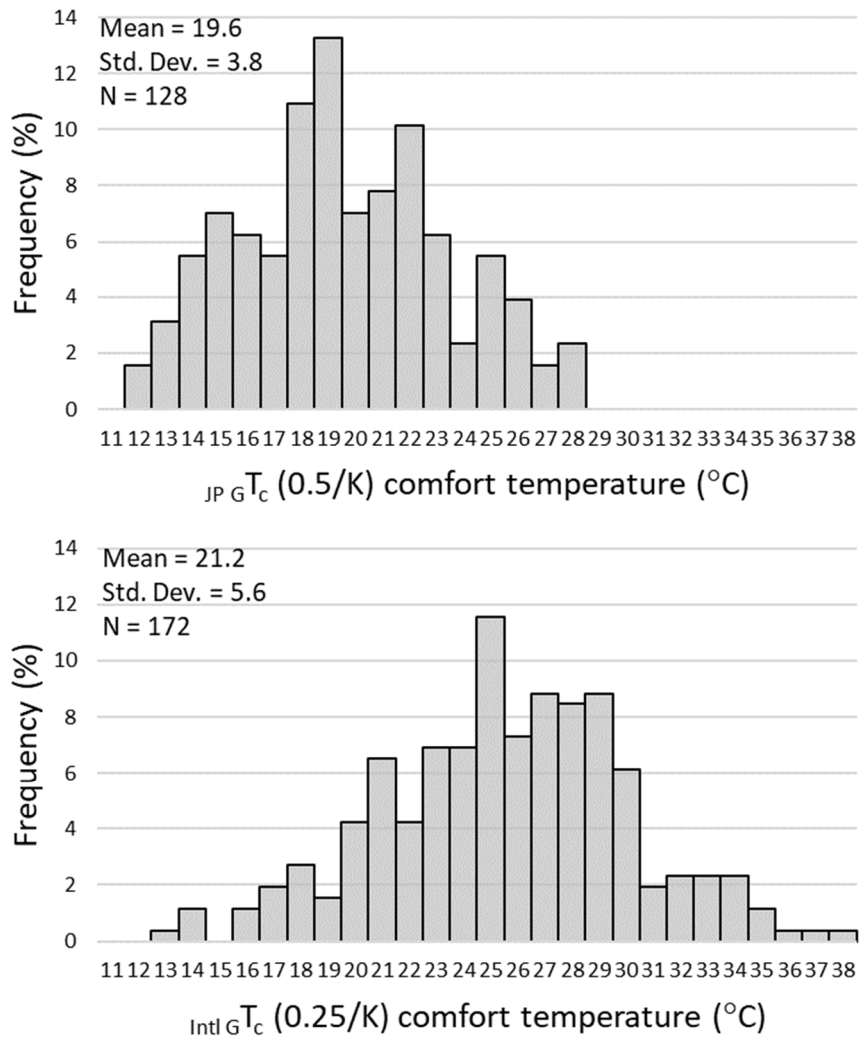 14
Mean = 19.6
12
Std. Dev. = 3.8
N = 128
10
8
6
4
2
0
Frequency (%)
11 12 13 14 15 16 17 18 19 20 21 22 23 24 25 26 27 28 29 30 31 32 33 34 35 36 37 38
JP G Tc (0.5/K) comfort temperature (°C)
14
Mean = 21.2
Std. Dev. = 5.6
12
N = 172
10
8
6
4
2
0
Frequency (%)
11 12 13 14 15 16 17 18 19 20 21 22 23 24 25 26 27 28 29 30 31 32 33 34 35 36 37 38
Intl G Tc (0.25/K) comfort temperature (°C)